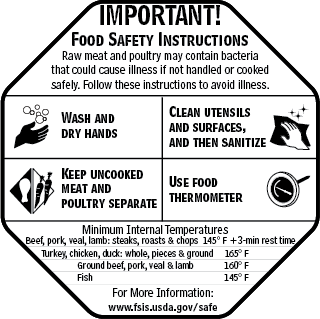 IMPORTANT!
FOOD SAFETY INSTRUCTIONS
Raw meat and poultry may contain bacteria
that could cause illness if not handled or cooked
safely. Follow these instructions to avoid illness.
WASH AND
DRY HANDS
CLEAN UTENSILS
AND SURFACES,
AND THEN SANITIZE
KEEP UNCOOKED
MEAT AND
POULTRY SEPARATE
USE FOOD
THERMOMETER
Minimum Internal Temperatures
Beef, pork, veal, lamb: steaks, roasts & chops 145° F +3-min rest time
Turkey, chicken, duck: whole, pieces & ground 165° F
Ground beef, pork, veal & lamb 160° F
Fish 145° F
For More Information:
www.fsis.usda.gov/safe